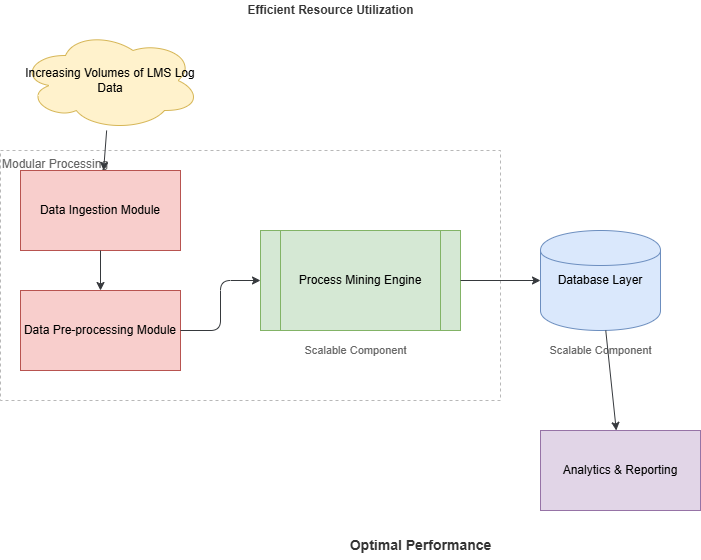 Efficient Resource Utilization
Increasing Volumes of LMS Log
Data
Modular Processing
Data Ingestion Module
Process Mining Engine
Database Layer
Data Pre-processing Module
Scalable Component
Scalable Component
Analytics & Reporting
Optimal Performance